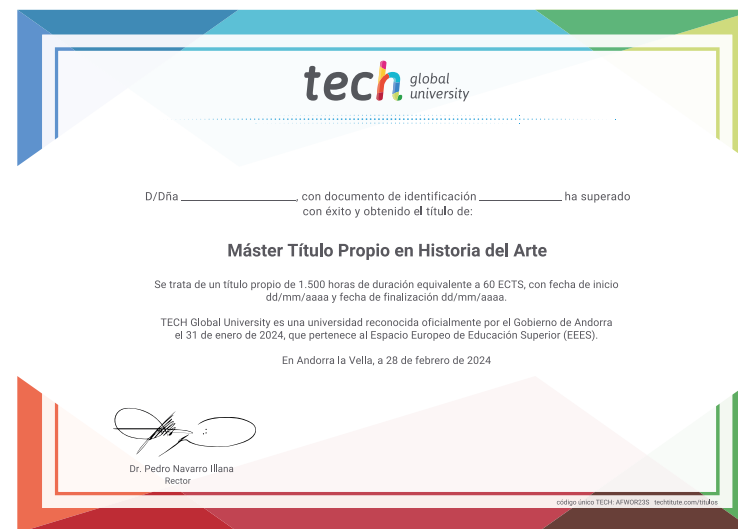 tech global university
D/Dña ____________, con documento de identificación ____________ ha superado
con éxito y obtenido el título de:
Máster Título Propio en Historia del Arte
Se trata de un título propio de 1.500 horas de duración equivalente a 60 ECTS, con fecha de inicio
dd/mm/aaaa y fecha de finalización dd/mm/aaaa.
TECH Global University es una universidad reconocida oficialmente por el Gobierno de Andorra
el 31 de enero de 2024, que pertenece al Espacio Europeo de Educación Superior (EEES).
En Andorra la Vella, a 28 de febrero de 2024
Dr. Pedro Navarro Illana
Rector
código único TECH: AFWOR23S techtitute.com/titulos